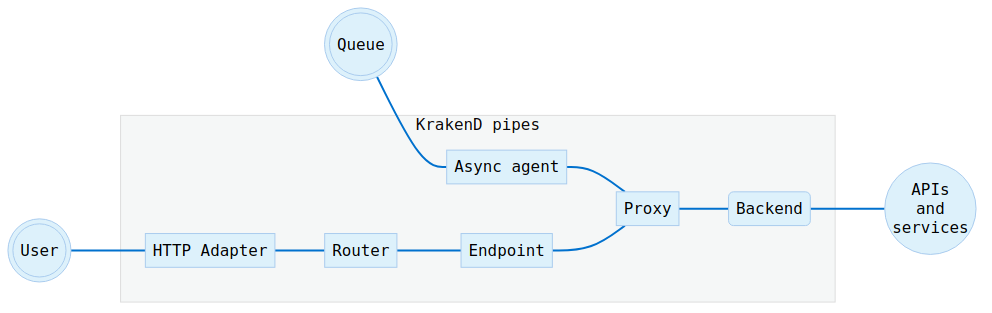 Queue
KrakenD pipes
Async agent
Proxy
Backend
APIs
and
services
User
HTTP Adapter
Router
Endpoint